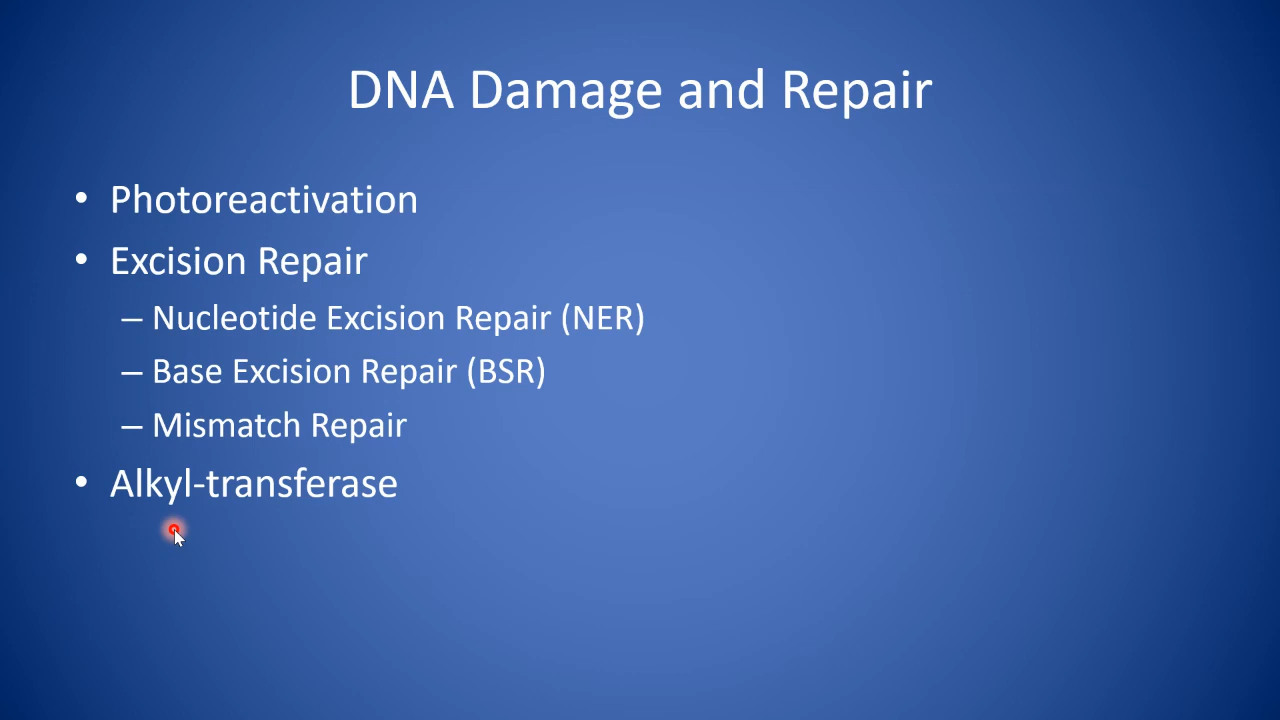 DNA Damage and Repair
• Photoreactivation
• Excision Repair
– Nucleotide Excision Repair (NER)
– Base Excision Repair (BSR)
– Mismatch Repair
• Alkyl-transferase